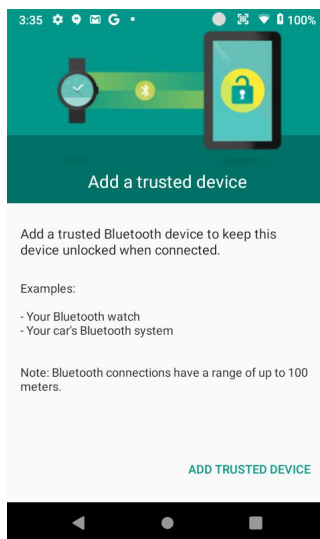 3:35 G 100%
Add a trusted device
Add a trusted Bluetooth device to keep this
device unlocked when connected.
Examples:
- Your Bluetooth watch
- Your car's Bluetooth system
Note: Bluetooth connections have a range of up to 100
meters.
ADD TRUSTED DEVICE